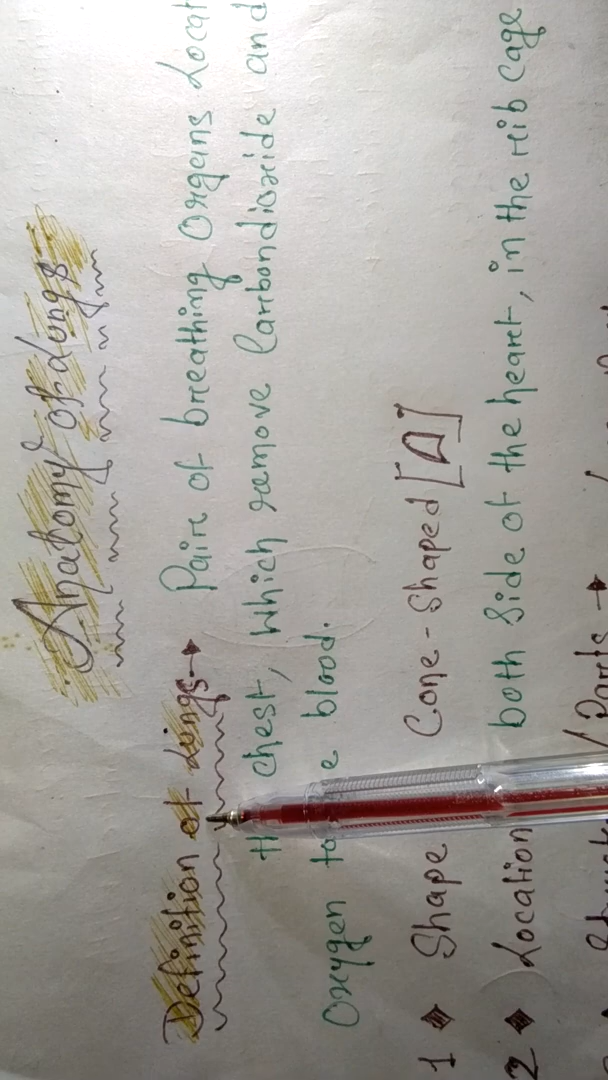 Anatomy of Lungs
Definition of Lungs → Pair of breathing organs Locat
chest, which remove Carbondioxide and
Oxygen blood.
1 ◆ Shape Cone-Shaped [△]
2 ◆ Location both Side of the heart, in the rib cage
Parts →